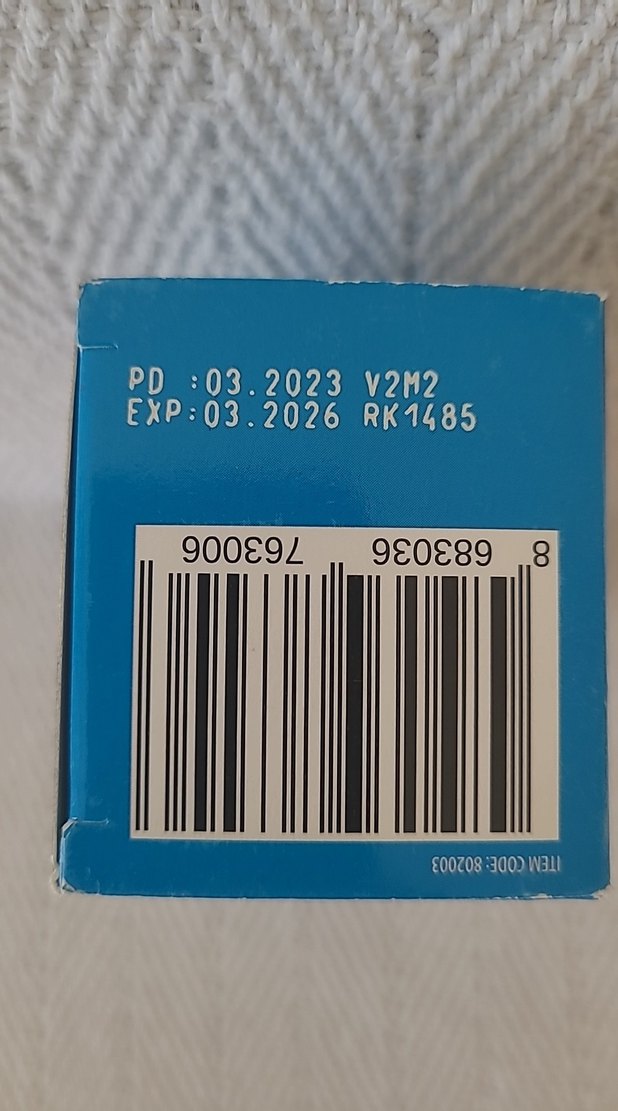 PD :03.2023 V2M2
EXP:03.2026 RK1485
8 683036 763006
ITEM CODE: 802003